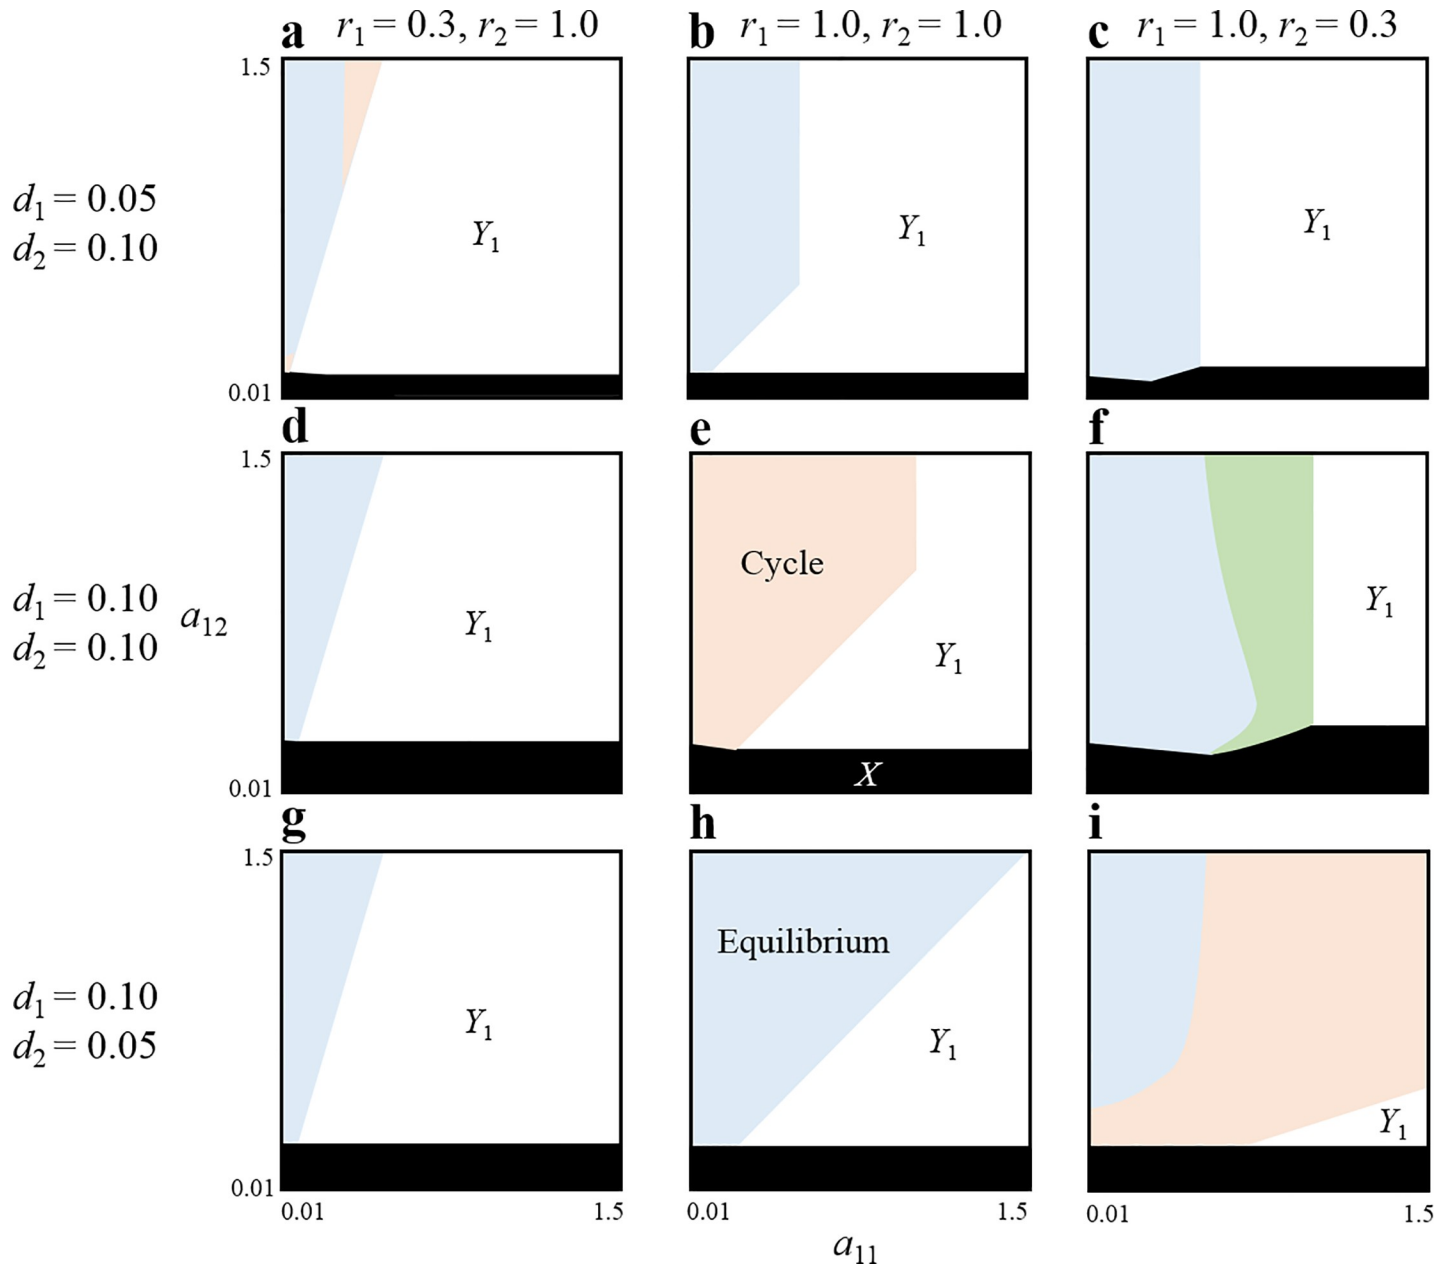 a r1 = 0.3, r2 = 1.0
b r1 = 1.0, r2 = 1.0
c r1 = 1.0, r2 = 0.3
1.5
d1 = 0.05
d2 = 0.10
Y1
Y1
Y1
0.01
d
e
f
1.5
d1 = 0.10
d2 = 0.10
a12
Y1
Cycle
Y1
X
Y1
0.01
g
h
i
1.5
d1 = 0.10
d2 = 0.05
Y1
Equilibrium
Y1
Y1
0.01
0.01 1.5
0.01 1.5
0.01 1.5
a11